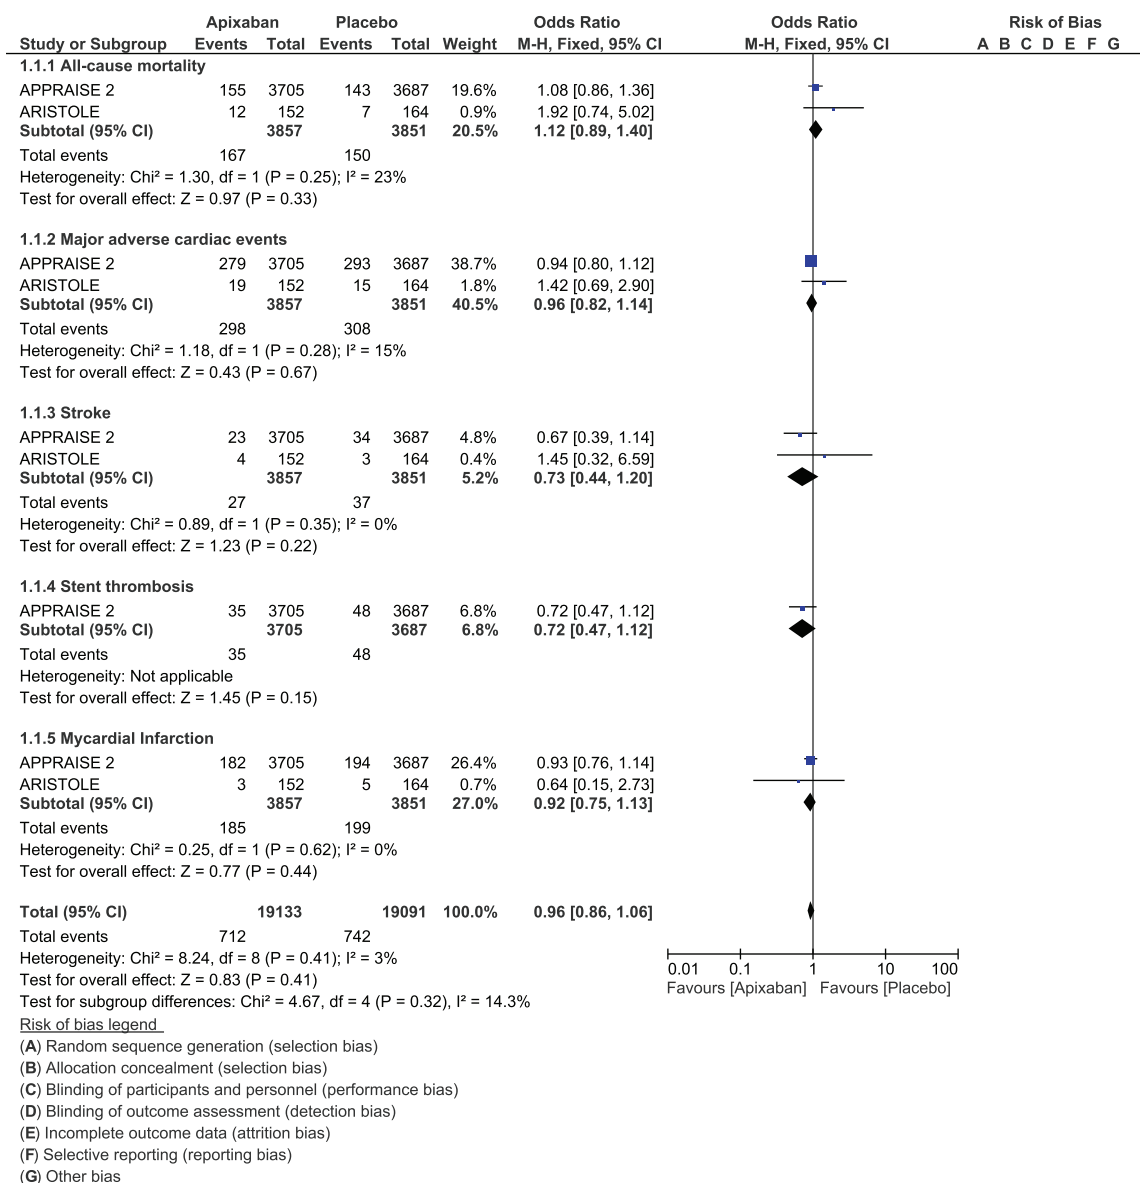 Apixaban Placebo Odds Ratio Odds Ratio Risk of Bias
Study or Subgroup Events Total Events Total Weight M-H, Fixed, 95% CI M-H, Fixed, 95% CI A B C D E F G
1.1.1 All-cause mortality
APPRAISE 2 155 3705 143 3687 19.6% 1.08 [0.86, 1.36]
ARISTOLE 12 152 7 164 0.9% 1.92 [0.74, 5.02]
Subtotal (95% CI) 3857 3851 20.5% 1.12 [0.89, 1.40]
Total events 167 150
Heterogeneity: Chi² = 1.30, df = 1 (P = 0.25); I² = 23%
Test for overall effect: Z = 0.97 (P = 0.33)
1.1.2 Major adverse cardiac events
APPRAISE 2 279 3705 293 3687 38.7% 0.94 [0.80, 1.12]
ARISTOLE 19 152 15 164 1.8% 1.42 [0.69, 2.90]
Subtotal (95% CI) 3857 3851 40.5% 0.96 [0.82, 1.14]
Total events 298 308
Heterogeneity: Chi² = 1.18, df = 1 (P = 0.28); I² = 15%
Test for overall effect: Z = 0.43 (P = 0.67)
1.1.3 Stroke
APPRAISE 2 23 3705 34 3687 4.8% 0.67 [0.39, 1.14]
ARISTOLE 4 152 3 164 0.4% 1.45 [0.32, 6.59]
Subtotal (95% CI) 3857 3851 5.2% 0.73 [0.44, 1.20]
Total events 27 37
Heterogeneity: Chi² = 0.89, df = 1 (P = 0.35); I² = 0%
Test for overall effect: Z = 1.23 (P = 0.22)
1.1.4 Stent thrombosis
APPRAISE 2 35 3705 48 3687 6.8% 0.72 [0.47, 1.12]
Subtotal (95% CI) 3705 3687 6.8% 0.72 [0.47, 1.12]
Total events 35 48
Heterogeneity: Not applicable
Test for overall effect: Z = 1.45 (P = 0.15)
1.1.5 Mycardial Infarction
APPRAISE 2 182 3705 194 3687 26.4% 0.93 [0.76, 1.14]
ARISTOLE 3 152 5 164 0.7% 0.64 [0.15, 2.73]
Subtotal (95% CI) 3857 3851 27.0% 0.92 [0.75, 1.13]
Total events 185 199
Heterogeneity: Chi² = 0.25, df = 1 (P = 0.62); I² = 0%
Test for overall effect: Z = 0.77 (P = 0.44)
Total (95% CI) 19133 19091 100.0% 0.96 [0.86, 1.06]
Total events 712 742
Heterogeneity: Chi² = 8.24, df = 8 (P = 0.41); I² = 3%
Test for overall effect: Z = 0.83 (P = 0.41)
Test for subgroup differences: Chi² = 4.67, df = 4 (P = 0.32), I² = 14.3%
0.01 0.1 1 10 100
Favours [Apixaban] Favours [Placebo]
Risk of bias legend
(A) Random sequence generation (selection bias)
(B) Allocation concealment (selection bias)
(C) Blinding of participants and personnel (performance bias)
(D) Blinding of outcome assessment (detection bias)
(E) Incomplete outcome data (attrition bias)
(F) Selective reporting (reporting bias)
(G) Other bias